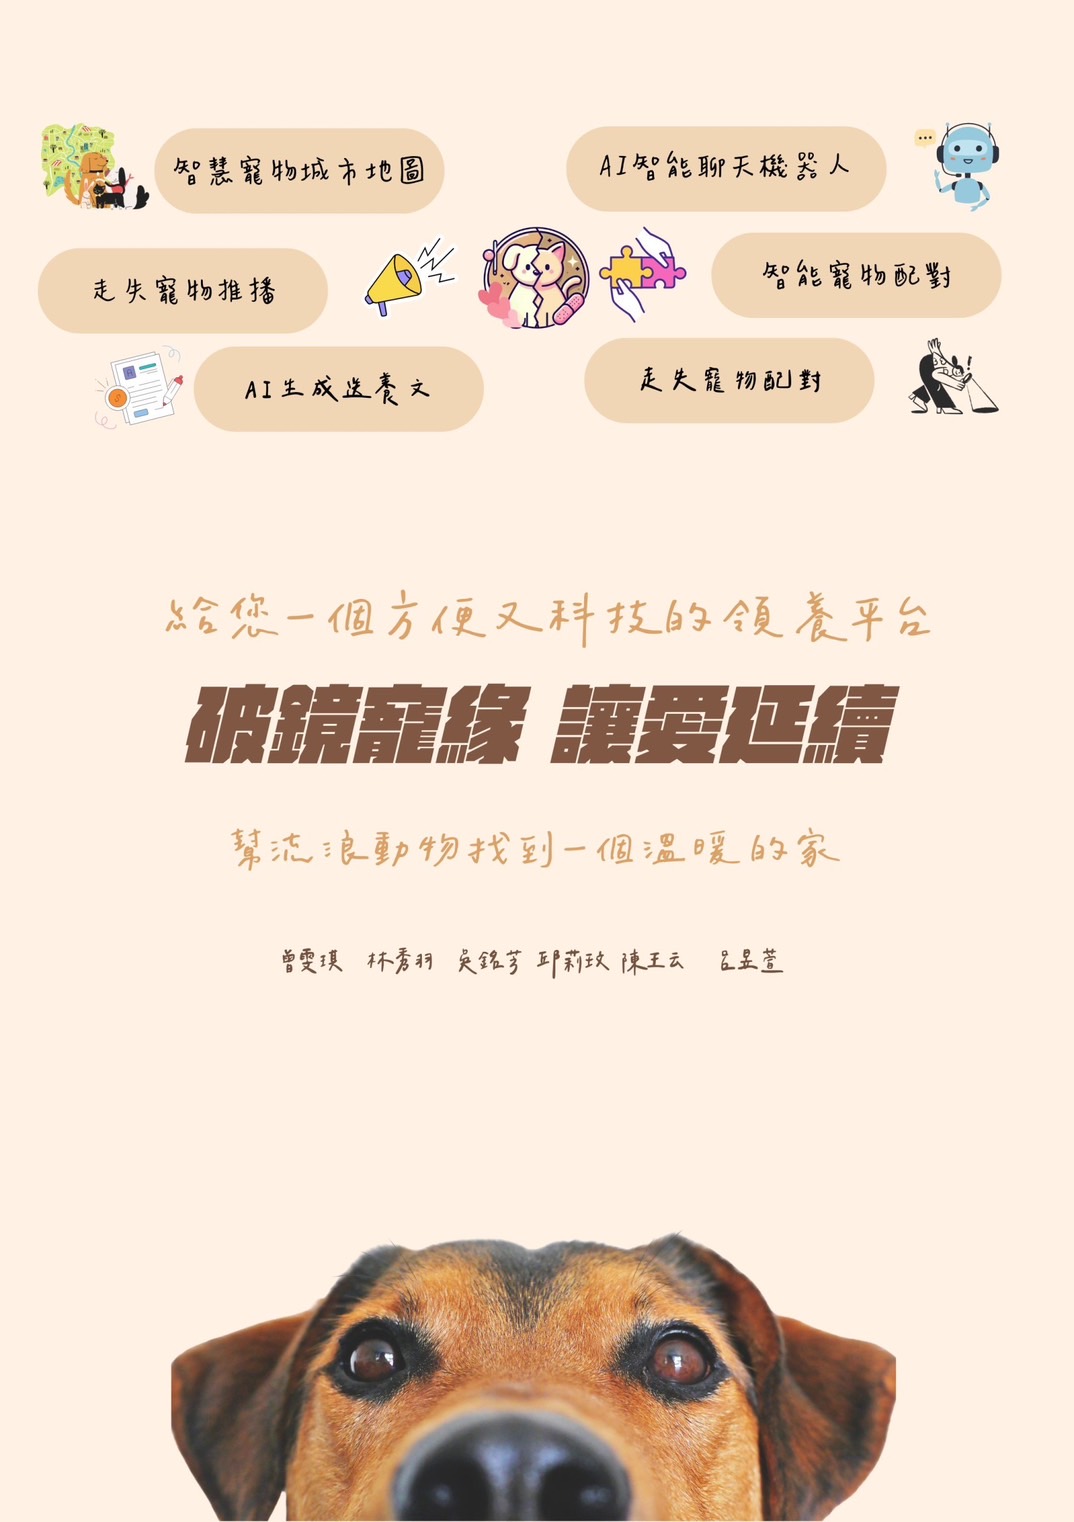 智慧寵物城市地圖
AI智能聊天機器人
走失寵物推播
智能寵物配對
AI生成送養文
走失寵物配對
給您一個方便又科技的領養平台
破鏡寵緣 讓愛延續
幫流浪動物找到一個溫暖的家
曾雯琪 林秀羽 吳銘芳 邱莉玫 陳玉云 呂昱萱